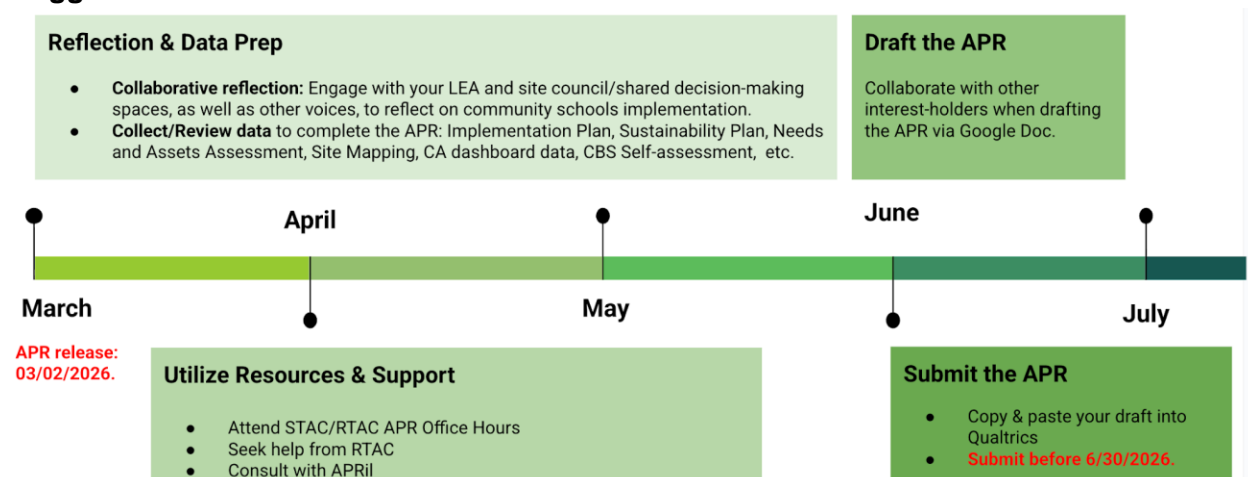 Reflection & Data Prep
● Collaborative reflection: Engage with your LEA and site council/shared decision-making
spaces, as well as other voices, to reflect on community schools implementation.
● Collect/Review data to complete the APR: Implementation Plan, Sustainability Plan, Needs
and Assets Assessment, Site Mapping, CA dashboard data, CBS Self-assessment, etc.
Draft the APR
Collaborate with other
interest-holders when drafting
the APR via Google Doc.
April
June
March
May
July
APR release:
03/02/2026.
Utilize Resources & Support
● Attend STAC/RTAC APR Office Hours
● Seek help from RTAC
● Consult with APRil
Submit the APR
● Copy & paste your draft into
Qualtrics
● Submit before 6/30/2026.